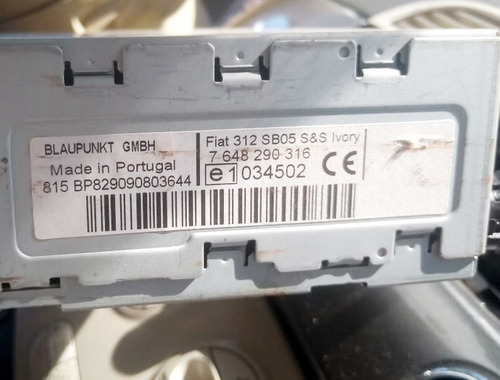 BLAUPUNKT GMBH
Made in Portugal
815 BP829090803644
Fiat 312 SB05 S&S Ivory
7 648 290 316
e1 034502 CE